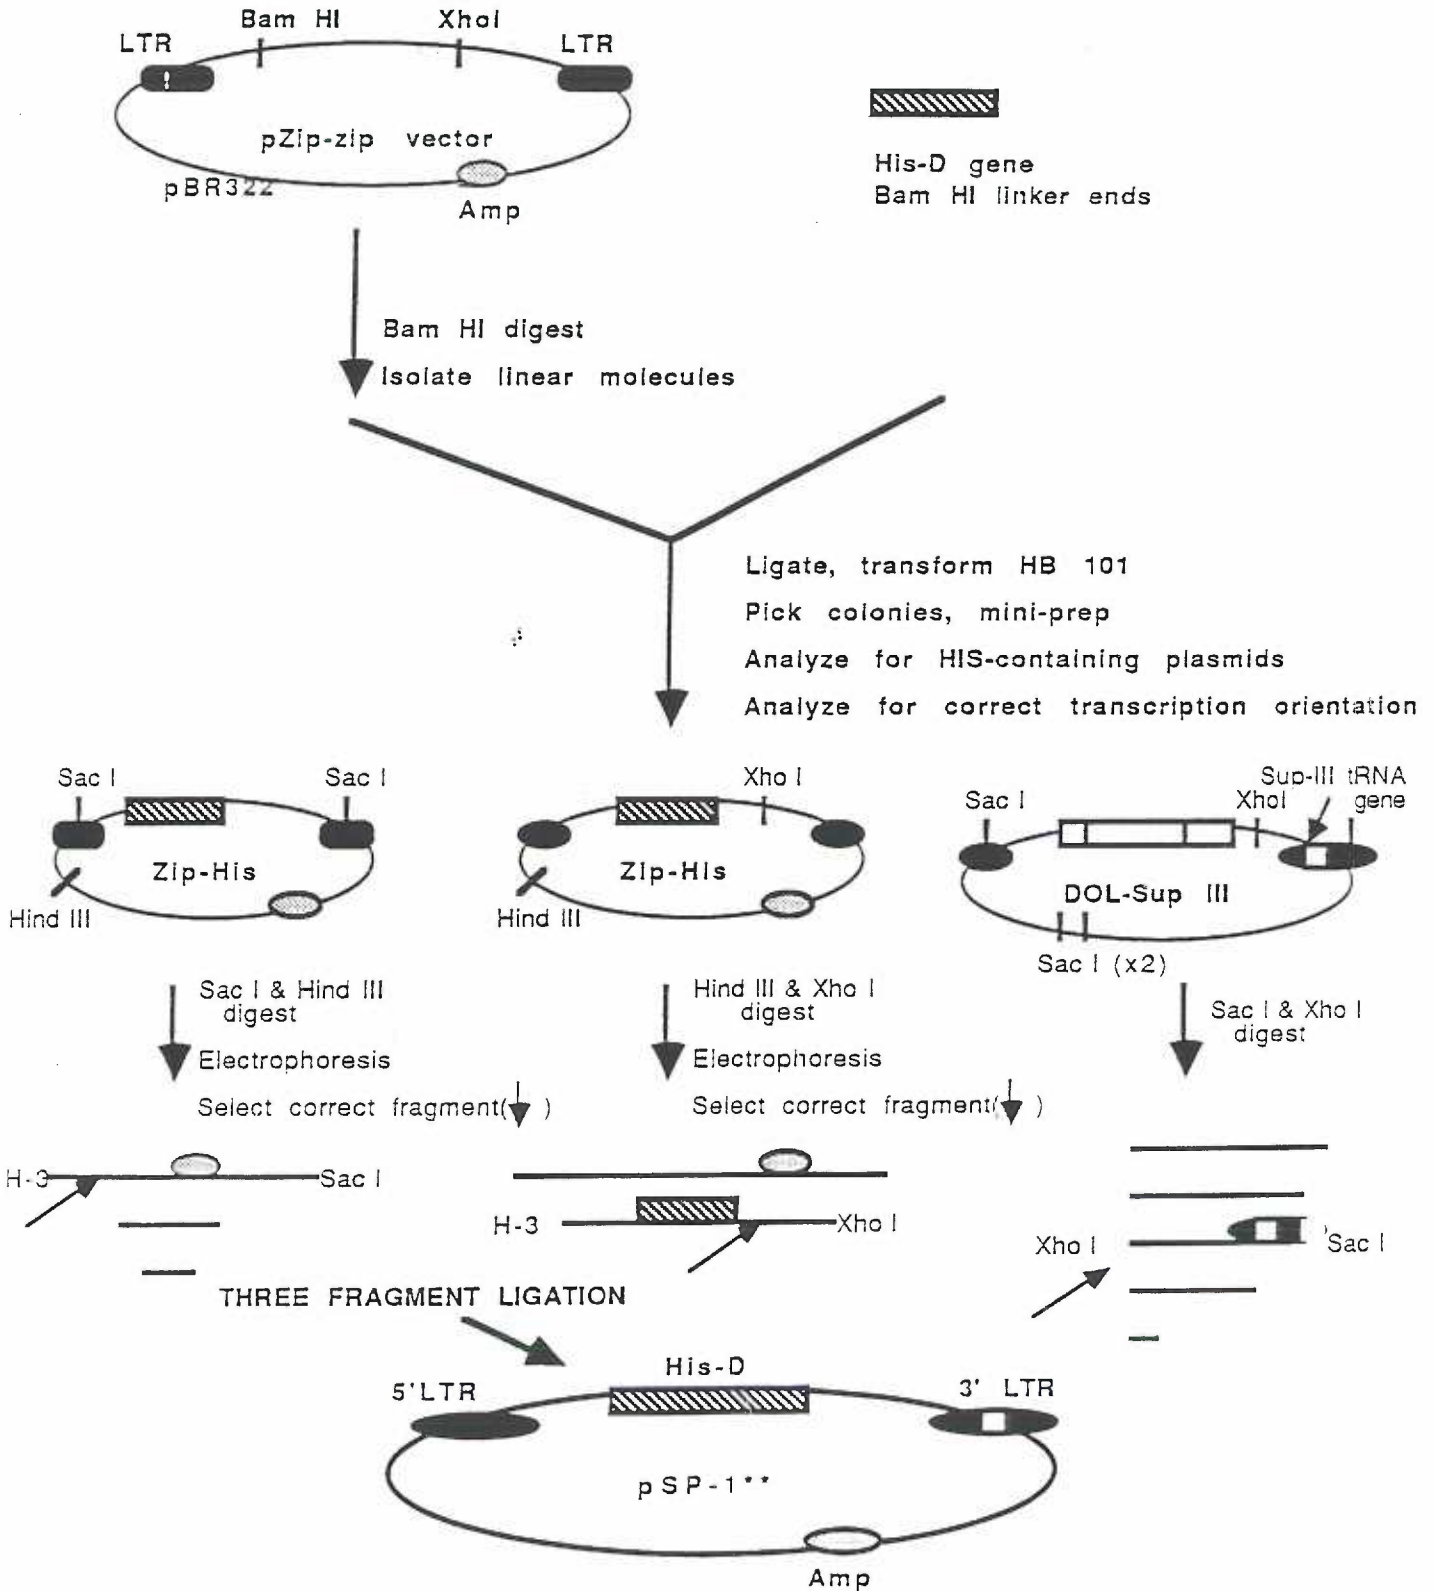 Bam HI
XhoI
LTR
LTR
pZip-zip vector
pBR322
Amp
His-D gene
Bam HI linker ends
Bam HI digest
Isolate linear molecules
Ligate, transform HB 101
Pick colonies, mini-prep
Analyze for HIS-containing plasmids
Analyze for correct transcription orientation
Sac I
Sac I
Zip-His
Hind III
Xho I
Zip-His
Hind III
Sac I
XhoI
Sup-III tRNA
gene
DOL-Sup III
Sac I (x2)
Sac I & Hind III
digest
Electrophoresis
Select correct fragment( )
Hind III & Xho I
digest
Electrophoresis
Select correct fragment( )
Sac I & Xho I
digest
H-3
Sac I
H-3
Xho I
Xho I
Sac I
THREE FRAGMENT LIGATION
His-D
5'LTR
3' LTR
pSP-1**
Amp